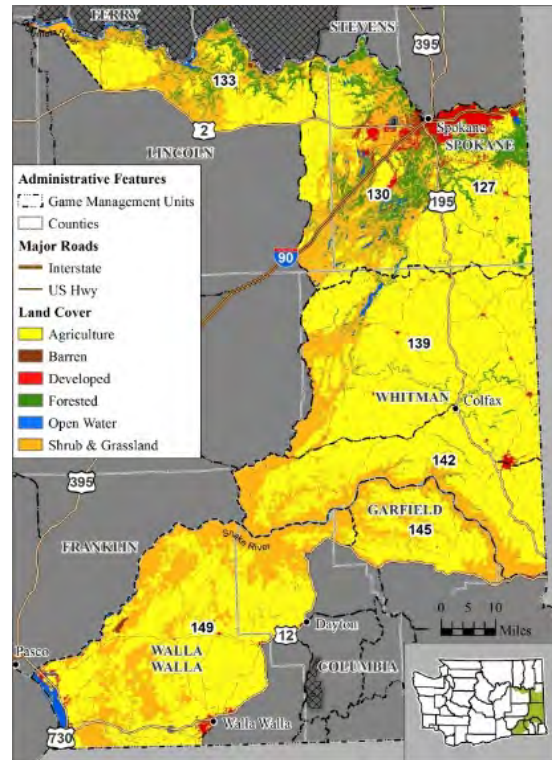 FERRY
STEVENS
395
133
2
Spokane
SPOKANE
LINCOLN
Administrative Features
Game Management Units
Counties
Major Roads
Interstate
US Hwy
Land Cover
Agriculture
Barren
Developed
Forested
Open Water
Shrub & Grassland
130
127
195
90
139
WHITMAN
Colfax
395
142
GARFIELD
145
FRANKLIN
Snake River
149
12
Dayton
WALLA
WALLA
COLUMBIA
Pasco
Walla Walla
730
0 5 10
Miles